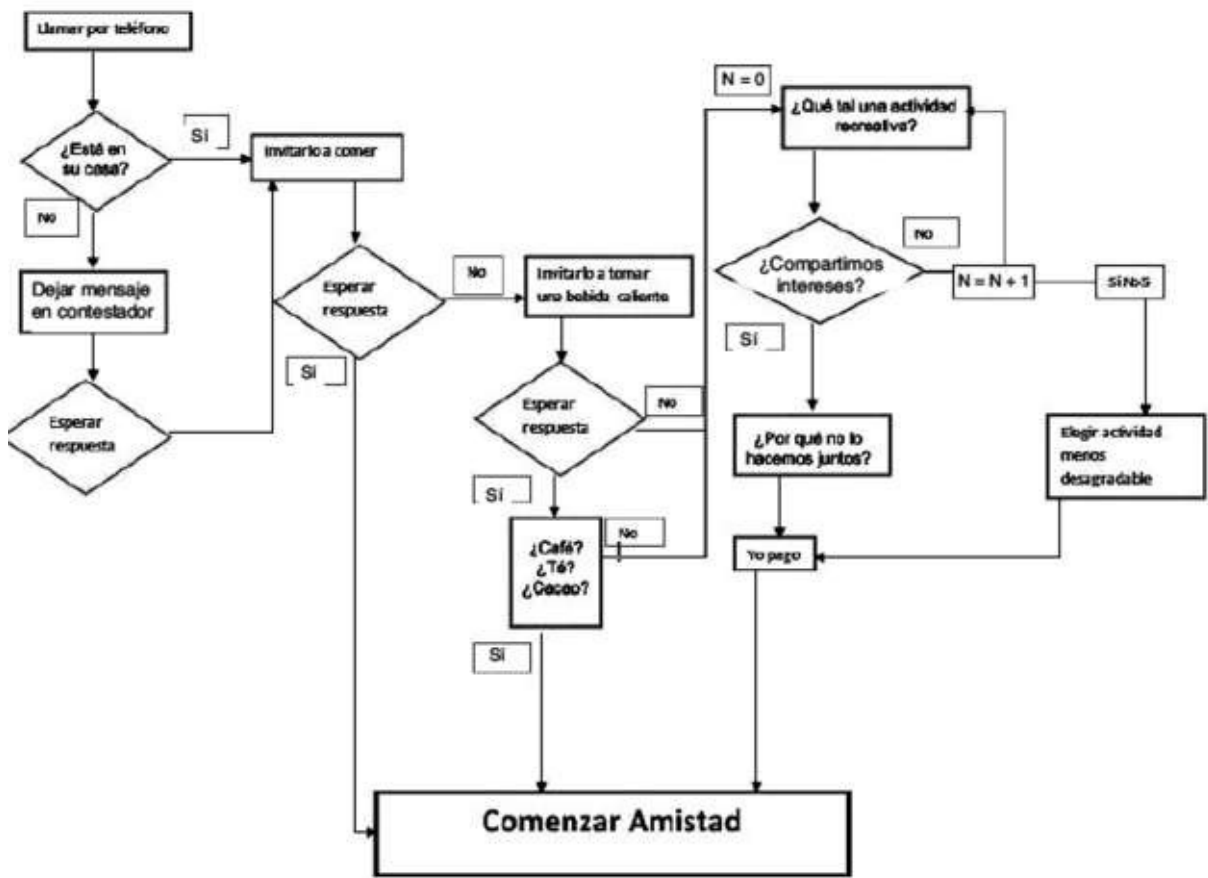 Llamar por teléfono
¿Está en
su casa?
Sí
No
Dejar mensaje
en contestador
Esperar
respuesta
Invitarlo a comer
Esperar
respuesta
No
Sí
Invitarlo a tomar
una bebida caliente
Esperar
respuesta
No
Sí
¿Café?
¿Té?
¿Cacao?
No
Sí
N = 0
¿Qué tal una actividad
recreativa?
¿Compartimos
intereses?
No
N = N + 1
Si N>5
Sí
¿Por qué no lo
hacemos juntos?
Elegir actividad
menos
desagradable
Yo pago
Comenzar Amistad